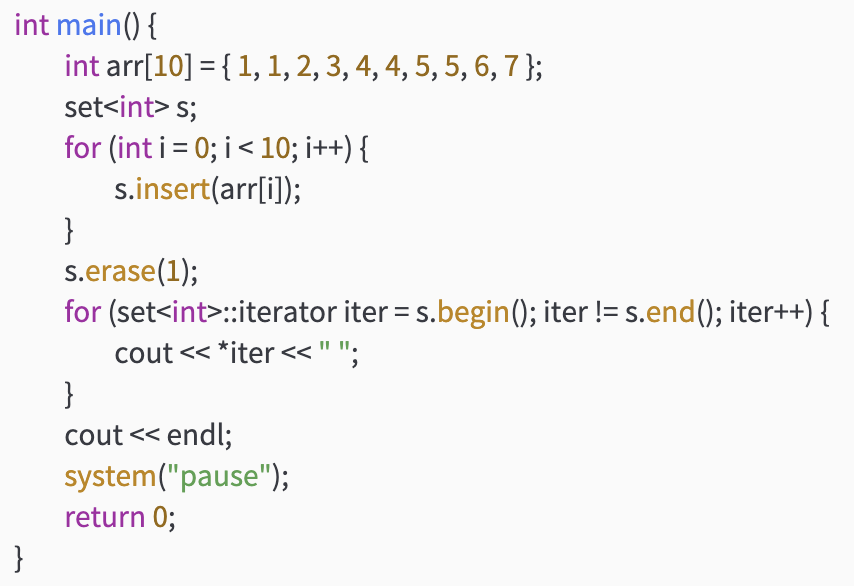 int main() {
int arr[10] = { 1, 1, 2, 3, 4, 4, 5, 5, 6, 7 };
set<int> s;
for (int i = 0; i < 10; i++) {
s.insert(arr[i]);
}
s.erase(1);
for (set<int>::iterator iter = s.begin(); iter != s.end(); iter++) {
cout << *iter << " ";
}
cout << endl;
system("pause");
return 0;
}